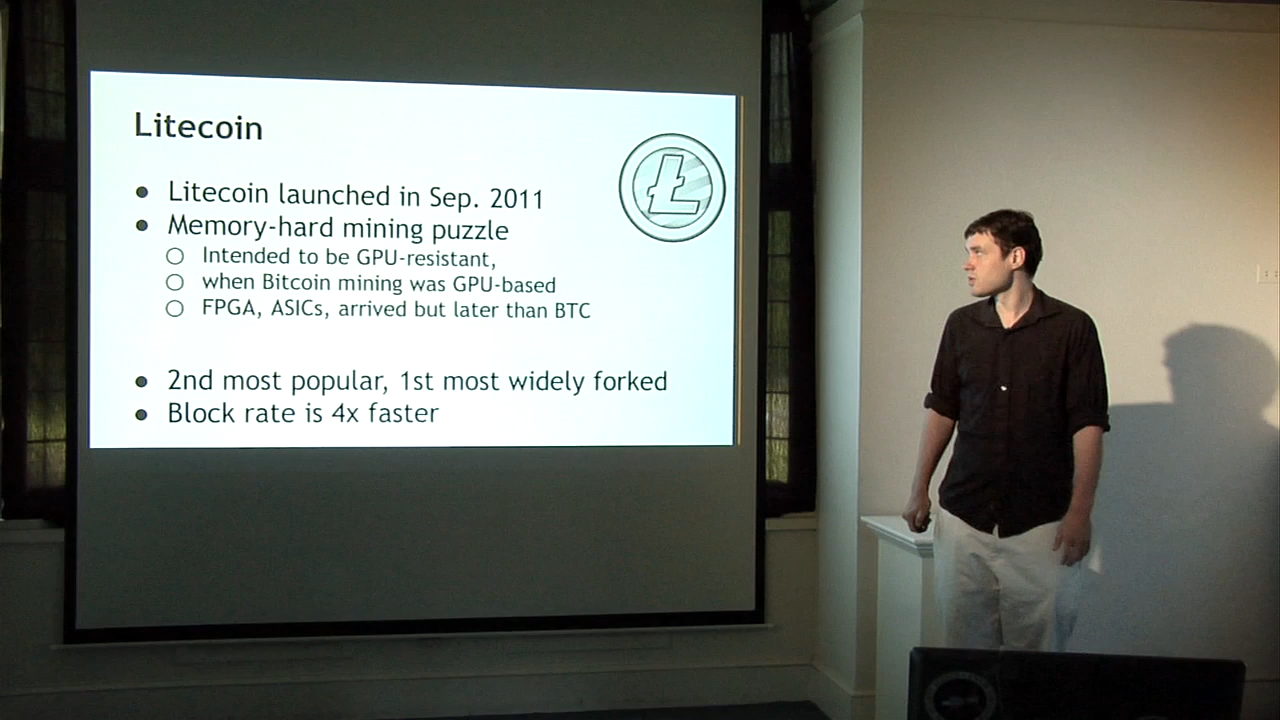 Litecoin
● Litecoin launched in Sep. 2011
● Memory-hard mining puzzle
○ Intended to be GPU-resistant,
○ when Bitcoin mining was GPU-based
○ FPGA, ASICs, arrived but later than BTC
● 2nd most popular, 1st most widely forked
● Block rate is 4x faster